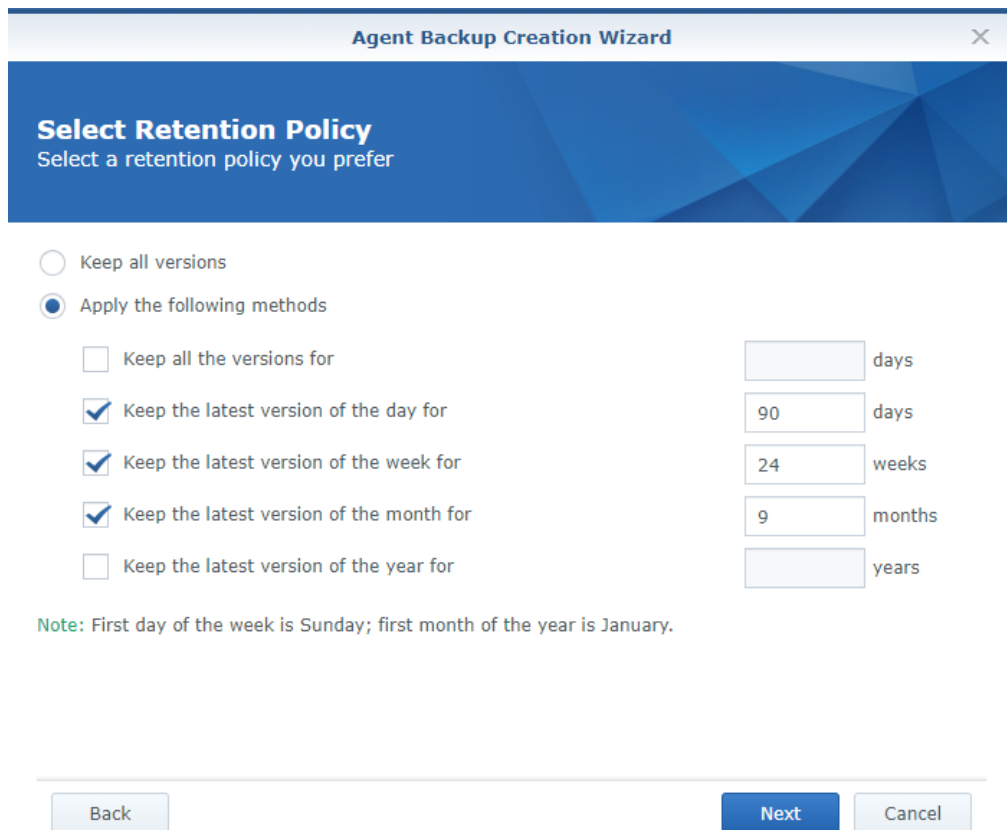 Agent Backup Creation Wizard
Select Retention Policy
Select a retention policy you prefer
Keep all versions
Apply the following methods
Keep all the versions for days
Keep the latest version of the day for 90 days
Keep the latest version of the week for 24 weeks
Keep the latest version of the month for 9 months
Keep the latest version of the year for years
Note: First day of the week is Sunday; first month of the year is January.
Back Next Cancel